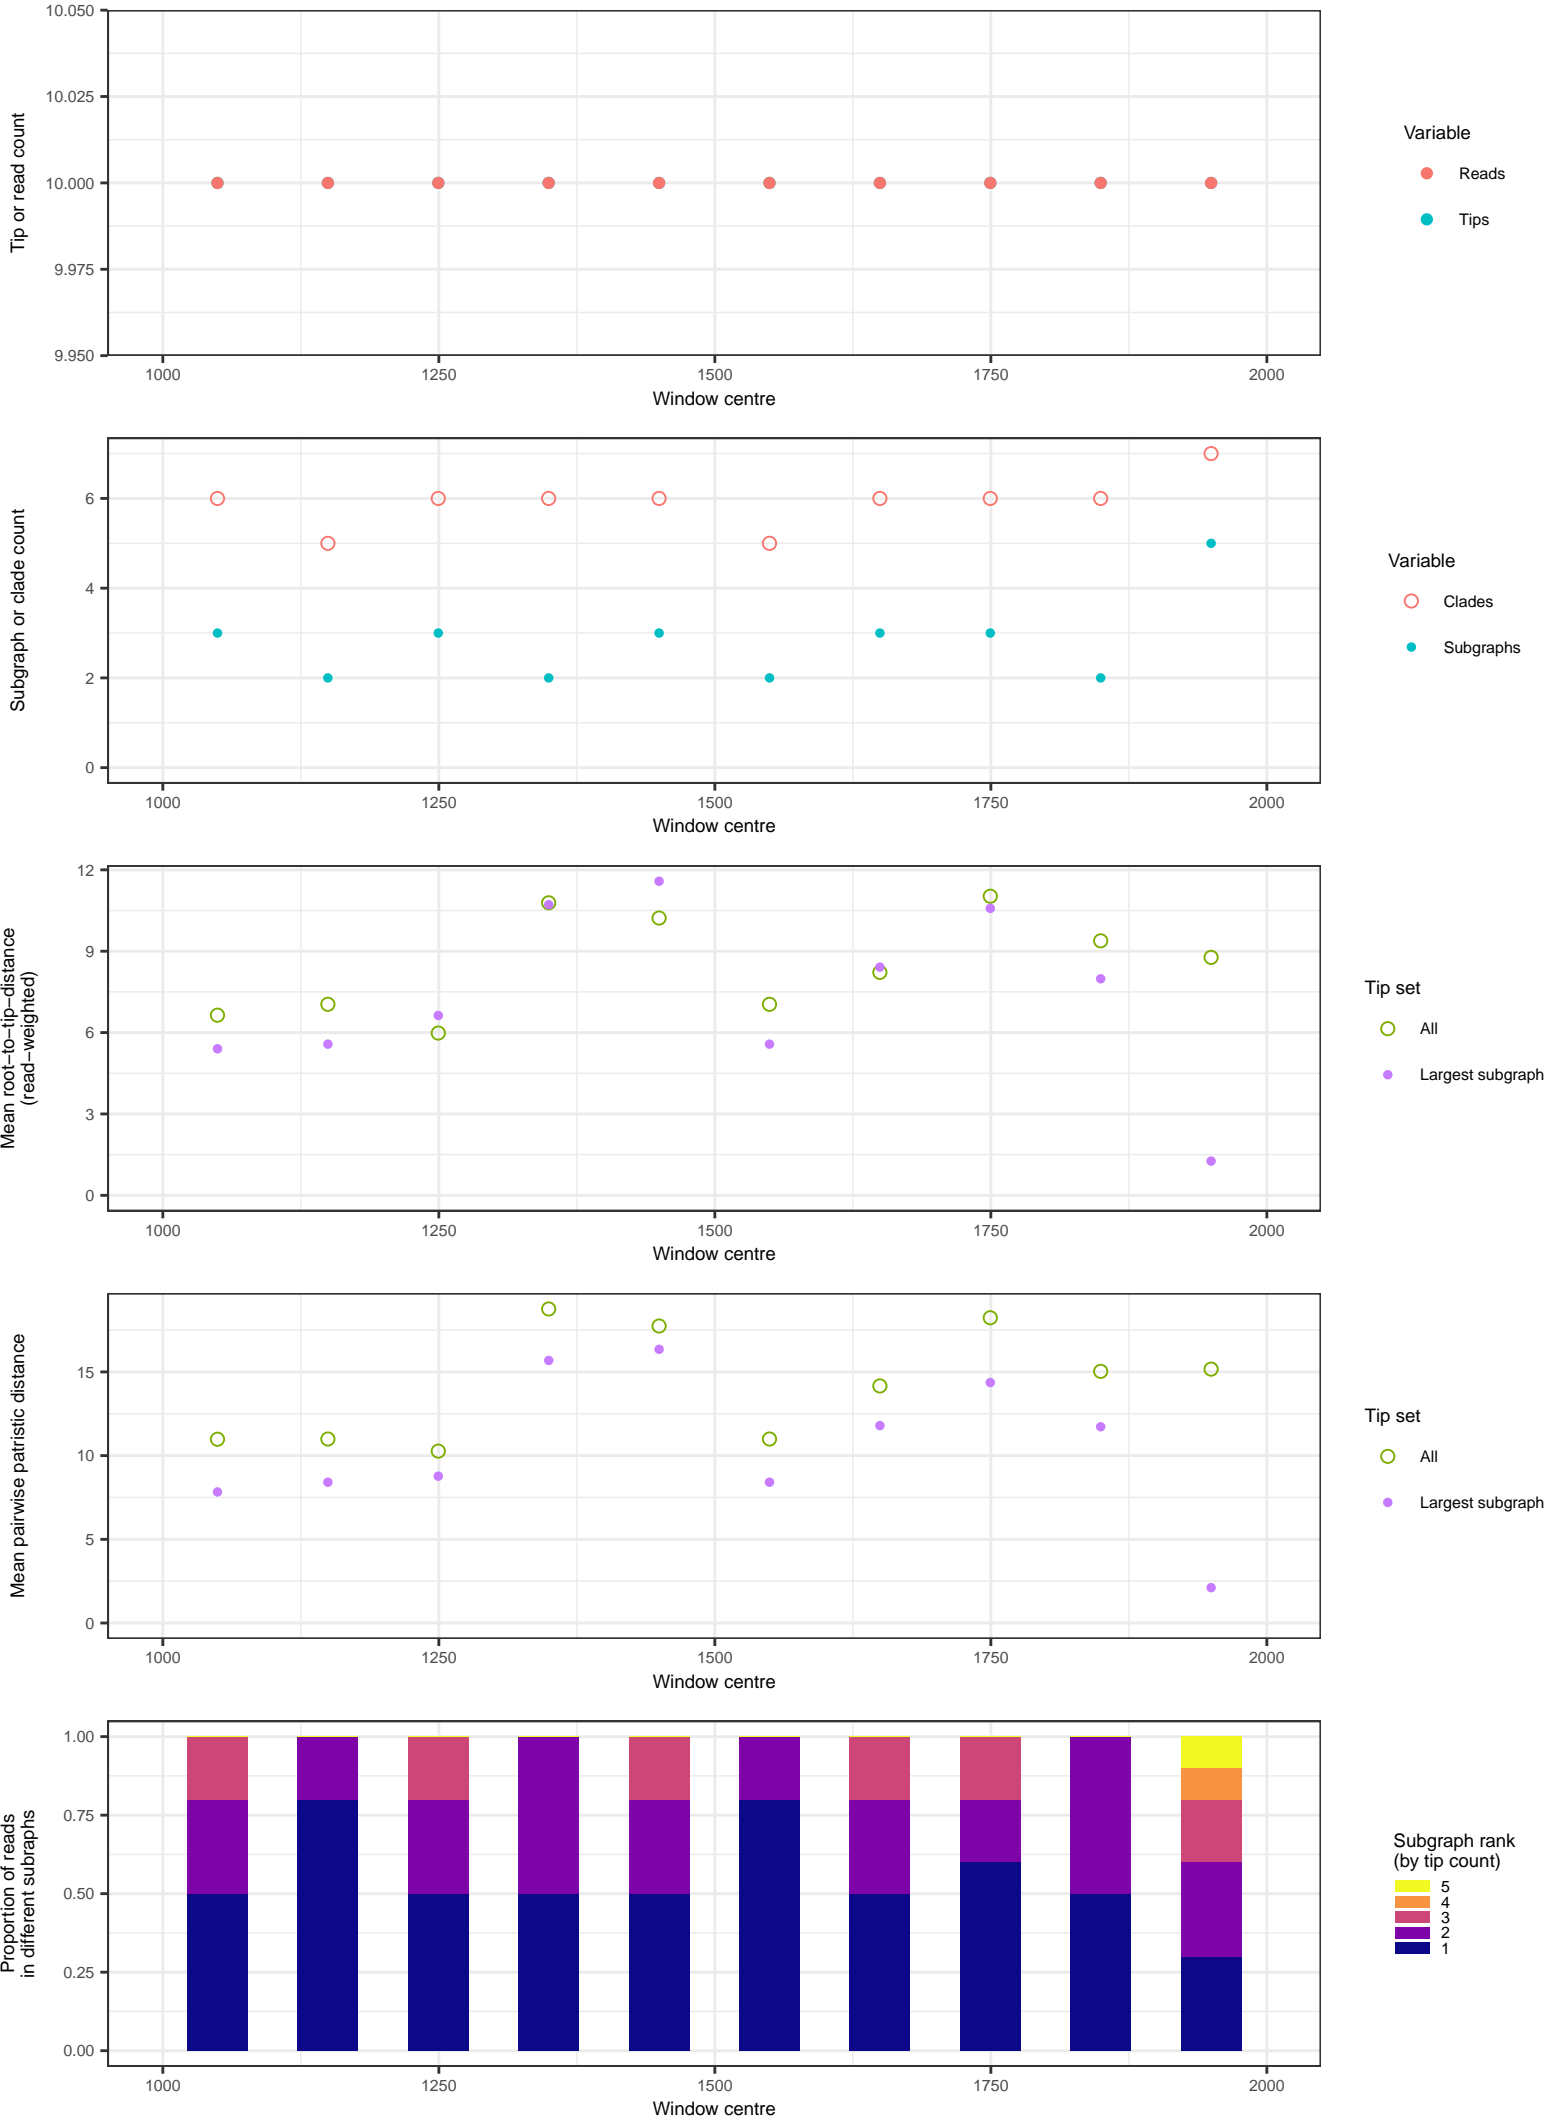 10.050
10.025
10.000
9.975
9.950
Tip or read count
1000 1250 1500 1750 2000
Window centre
Variable
Reads
Tips
6
4
2
0
Subgraph or clade count
1000 1250 1500 1750 2000
Window centre
Variable
Clades
Subgraphs
12
9
6
3
0
Mean root−to−tip−distance
(read−weighted)
1000 1250 1500 1750 2000
Window centre
Tip set
All
Largest subgraph
15
10
5
0
Mean pairwise patristic distance
1000 1250 1500 1750 2000
Window centre
Tip set
All
Largest subgraph
1.00
0.75
0.50
0.25
0.00
Proportion of reads
in different subraphs
1000 1250 1500 1750 2000
Window centre
Subgraph rank
(by tip count)
5
4
3
2
1